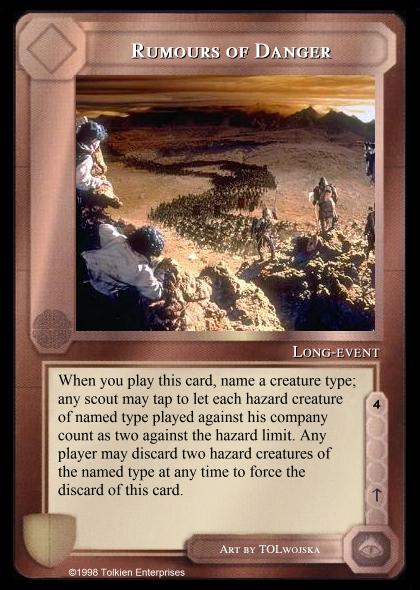 RUMOURS OF DANGER
LONG-EVENT
When you play this card, name a creature type;
any scout may tap to let each hazard creature
of named type played against his company
count as two against the hazard limit. Any
player may discard two hazard creatures of
the named type at any time to force the
discard of this card.
4
↑
ART BY TOLWOJSKA
©1998 Tolkien Enterprises